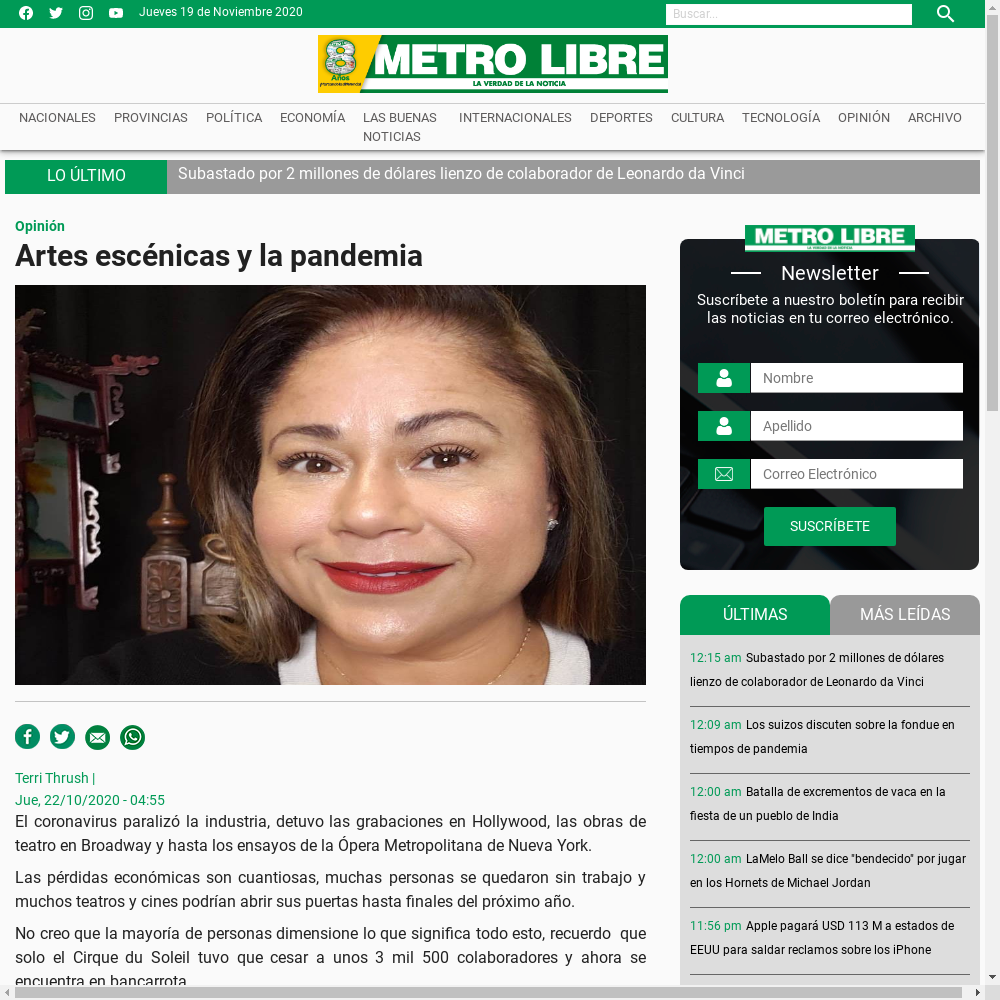 Jueves 19 de Noviembre 2020
Buscar...
8
Años
METRO LIBRE
LA VERDAD DE LA NOTICIA
NACIONALES
PROVINCIAS
POLÍTICA
ECONOMÍA
LAS BUENAS
NOTICIAS
INTERNACIONALES
DEPORTES
CULTURA
TECNOLOGÍA
OPINIÓN
ARCHIVO
LO ÚLTIMO
Subastado por 2 millones de dólares lienzo de colaborador de Leonardo da Vinci
Opinión
Artes escénicas y la pandemia
Terri Thrush |
Jue, 22/10/2020 - 04:55
El coronavirus paralizó la industria, detuvo las grabaciones en Hollywood, las obras de
teatro en Broadway y hasta los ensayos de la Ópera Metropolitana de Nueva York.
Las pérdidas económicas son cuantiosas, muchas personas se quedaron sin trabajo y
muchos teatros y cines podrían abrir sus puertas hasta finales del próximo año.
No creo que la mayoría de personas dimensione lo que significa todo esto, recuerdo que
solo el Cirque du Soleil tuvo que cesar a unos 3 mil 500 colaboradores y ahora se
encuentra en bancarrota
METRO LIBRE
LA VERDAD DE LA NOTICIA
Newsletter
Suscríbete a nuestro boletín para recibir
las noticias en tu correo electrónico.
Nombre
Apellido
Correo Electrónico
SUSCRÍBETE
ÚLTIMAS
MÁS LEÍDAS
12:15 am Subastado por 2 millones de dólares
lienzo de colaborador de Leonardo da Vinci
12:09 am Los suizos discuten sobre la fondue en
tiempos de pandemia
12:00 am Batalla de excrementos de vaca en la
fiesta de un pueblo de India
12:00 am LaMelo Ball se dice "bendecido" por jugar
en los Hornets de Michael Jordan
11:56 pm Apple pagará USD 113 M a estados de
EEUU para saldar reclamos sobre los iPhone